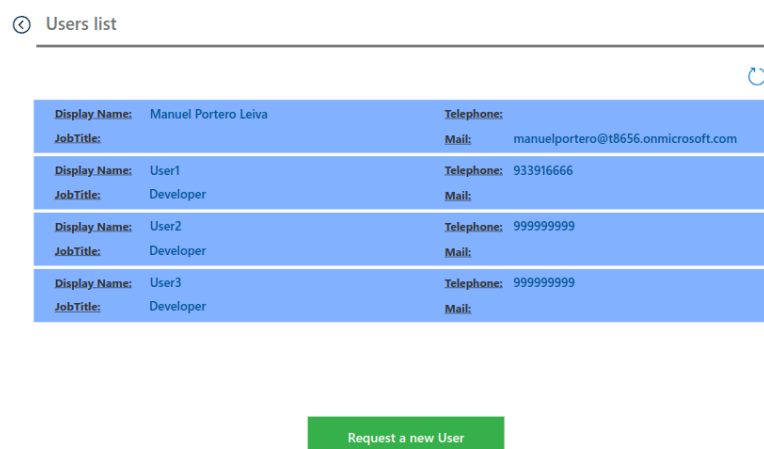 Users list
Display Name: Manuel Portero Leiva Telephone:
JobTitle: Mail: manuelportero@t8656.onmicrosoft.com
Display Name: User1 Telephone: 933916666
JobTitle: Developer Mail:
Display Name: User2 Telephone: 999999999
JobTitle: Developer Mail:
Display Name: User3 Telephone: 999999999
JobTitle: Developer Mail:
Request a new User